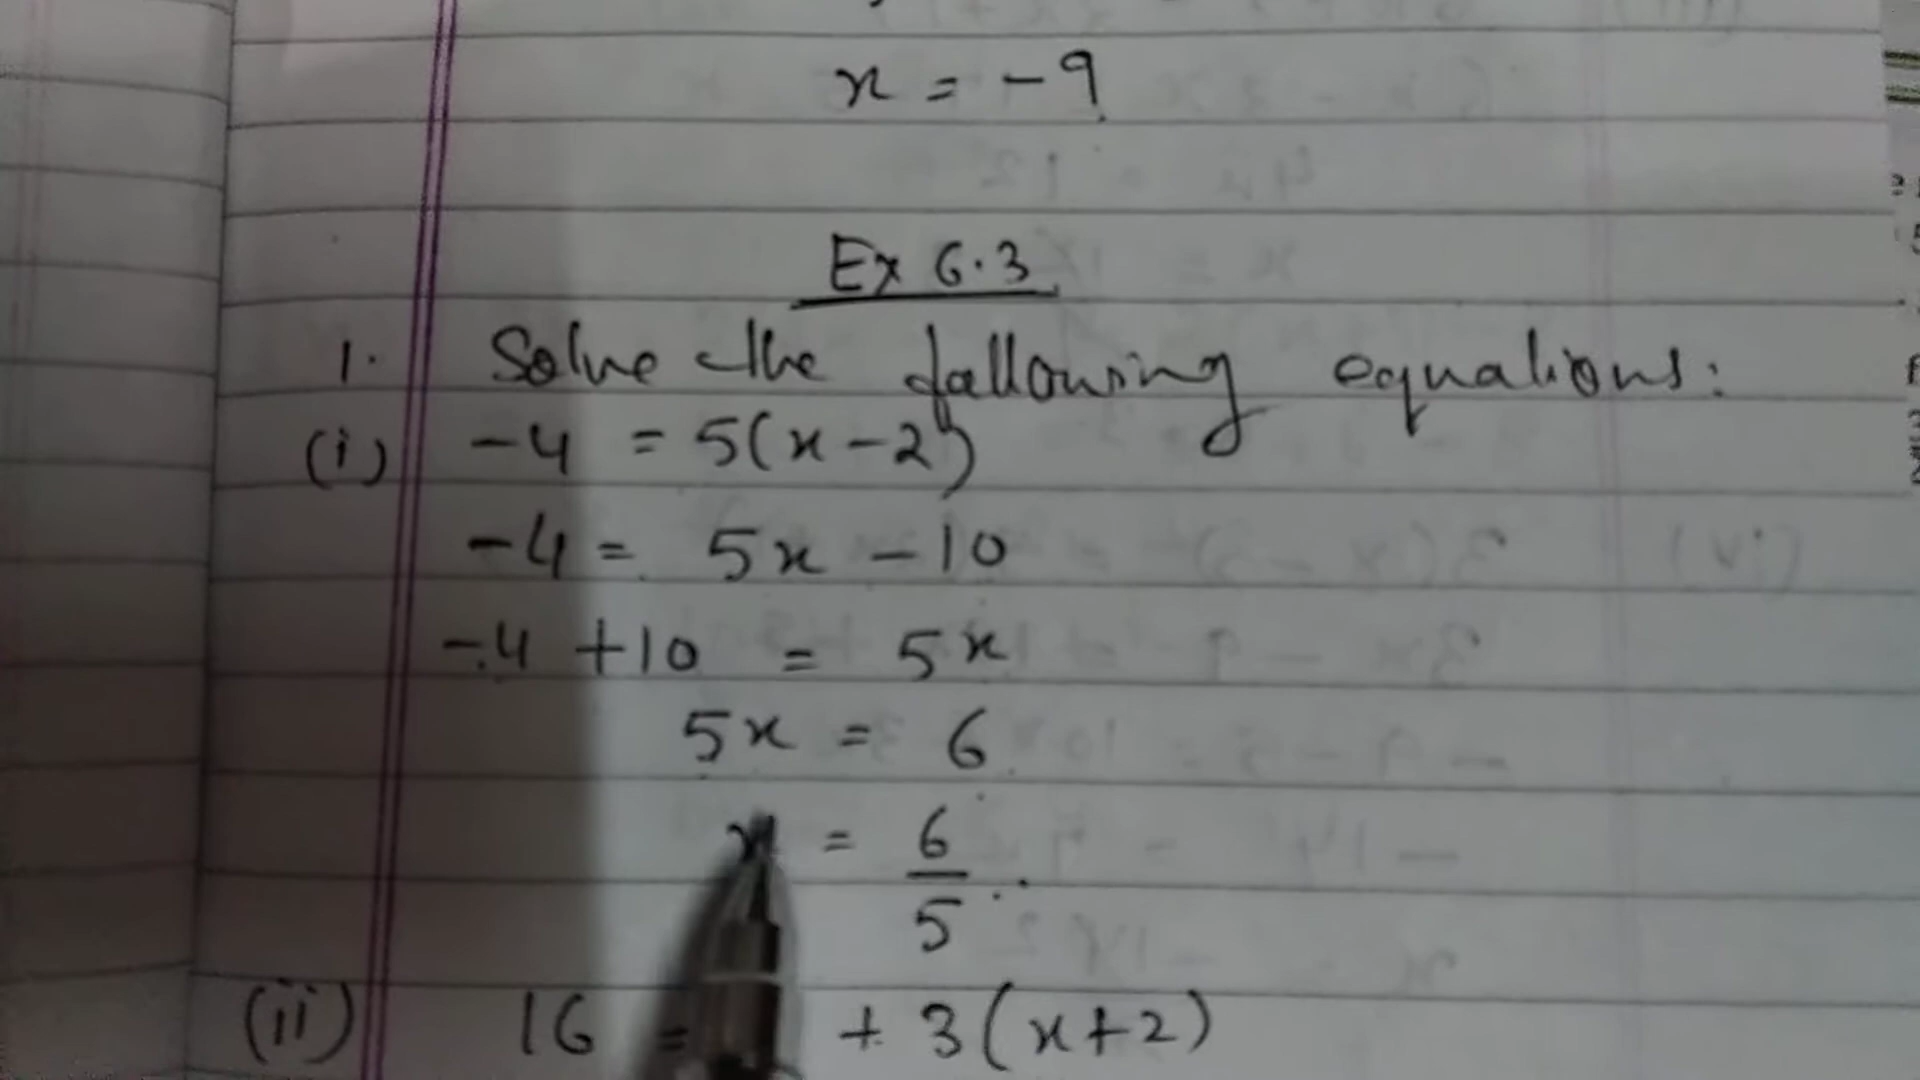 x = -9
Ex 6.3
1. Solve the following equations:
(i) -4 = 5(x-2)
-4 = 5x -10
-4 +10 = 5x
5x = 6
x = 6/5
(ii) 16 = + 3(x+2)